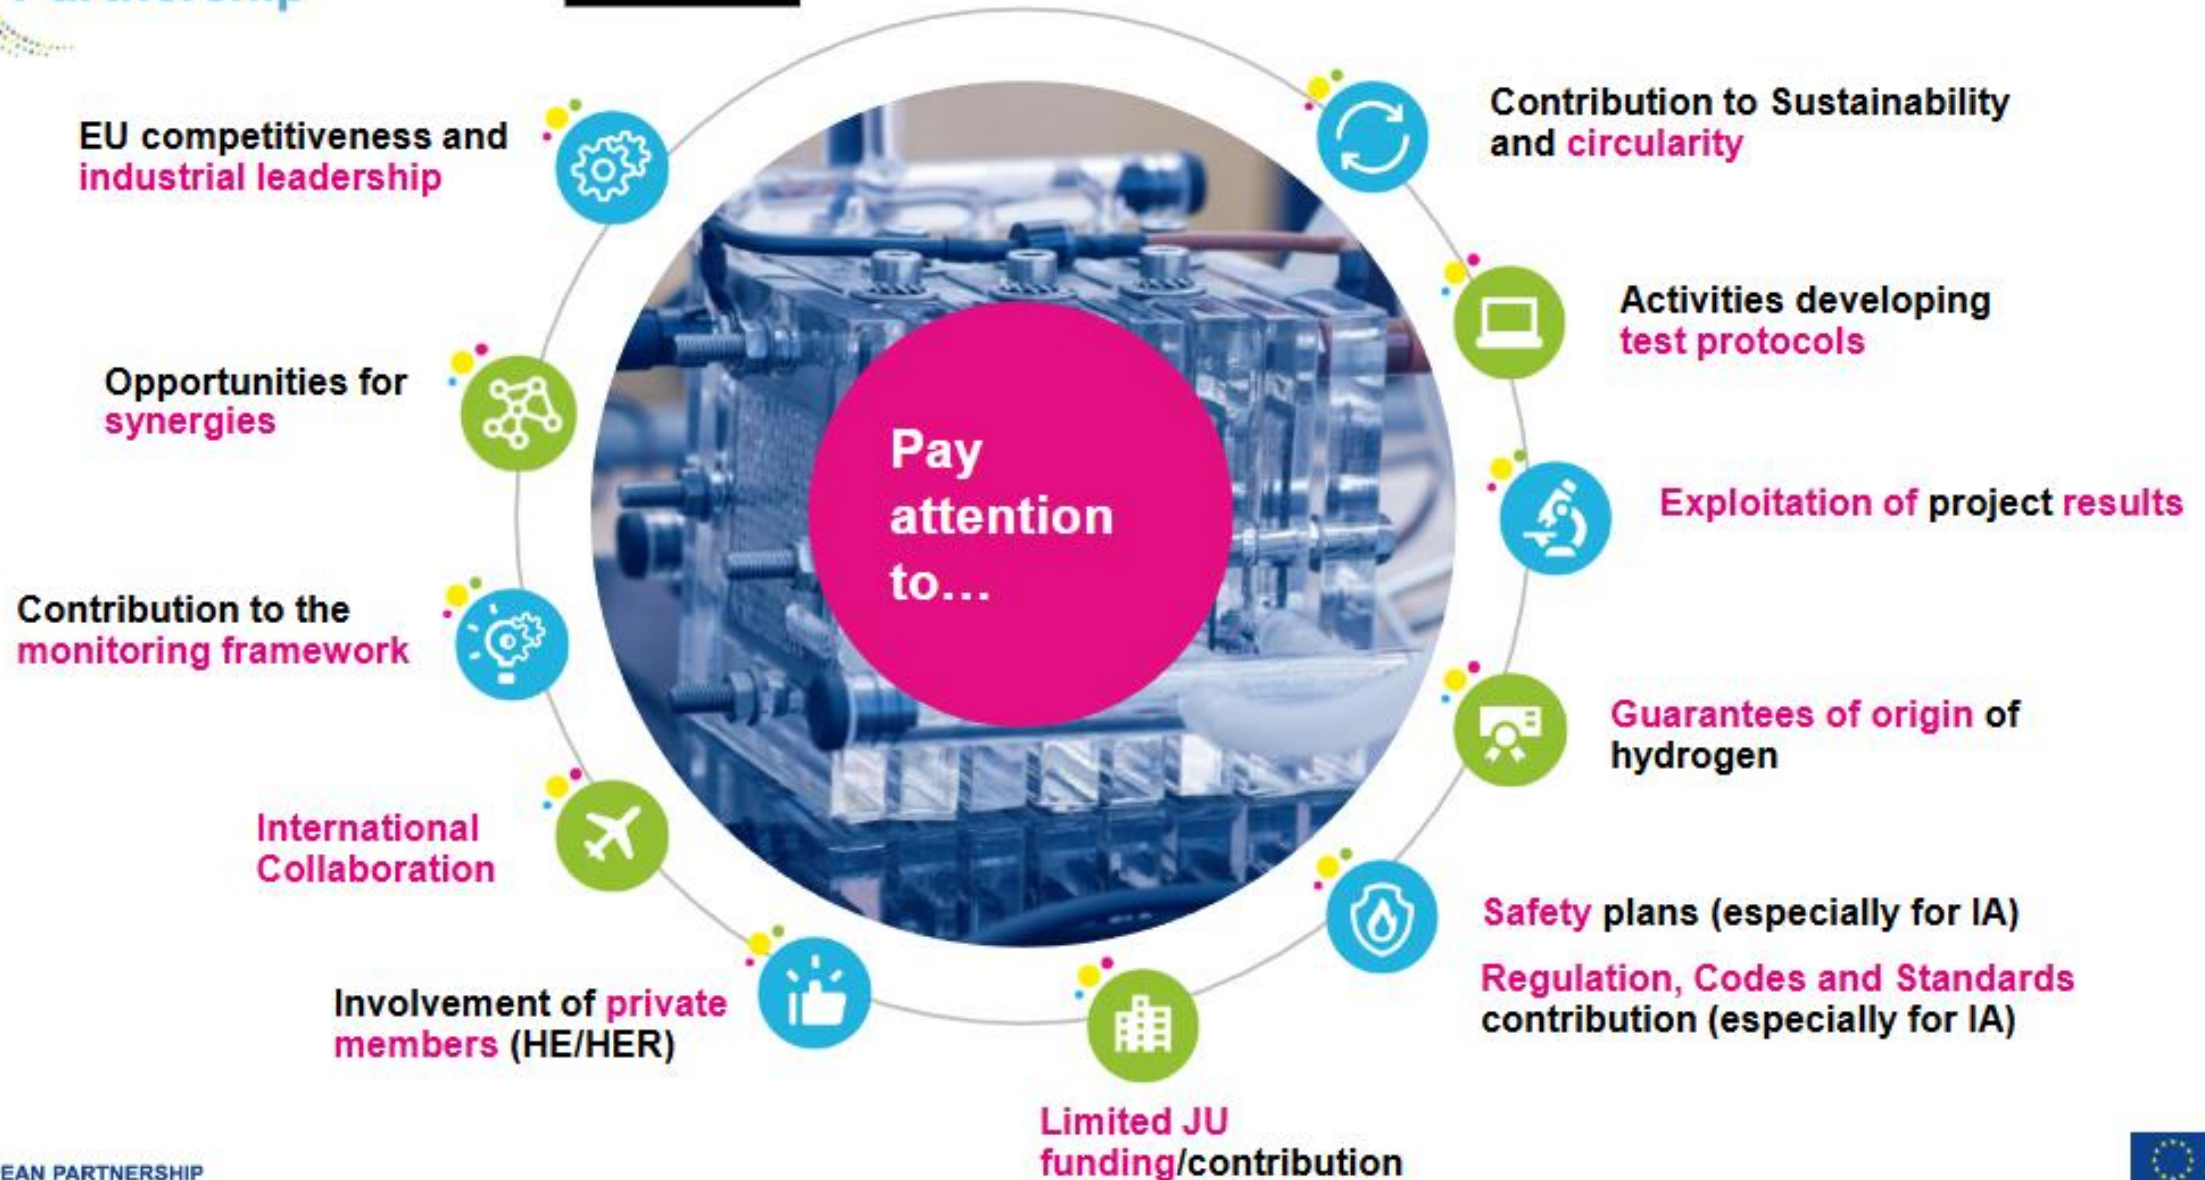 Partnership
EU competitiveness and
industrial leadership
Opportunities for
synergies
Contribution to the
monitoring framework
International
Collaboration
Involvement of private
members (HE/HER)
Pay
attention
to...
Limited JU
funding/contribution
Contribution to Sustainability
and circularity
Activities developing
test protocols
Exploitation of project results
Guarantees of origin of
hydrogen
Safety plans (especially for IA)
Regulation, Codes and Standards
contribution (especially for IA)
EAN PARTNERSHIP